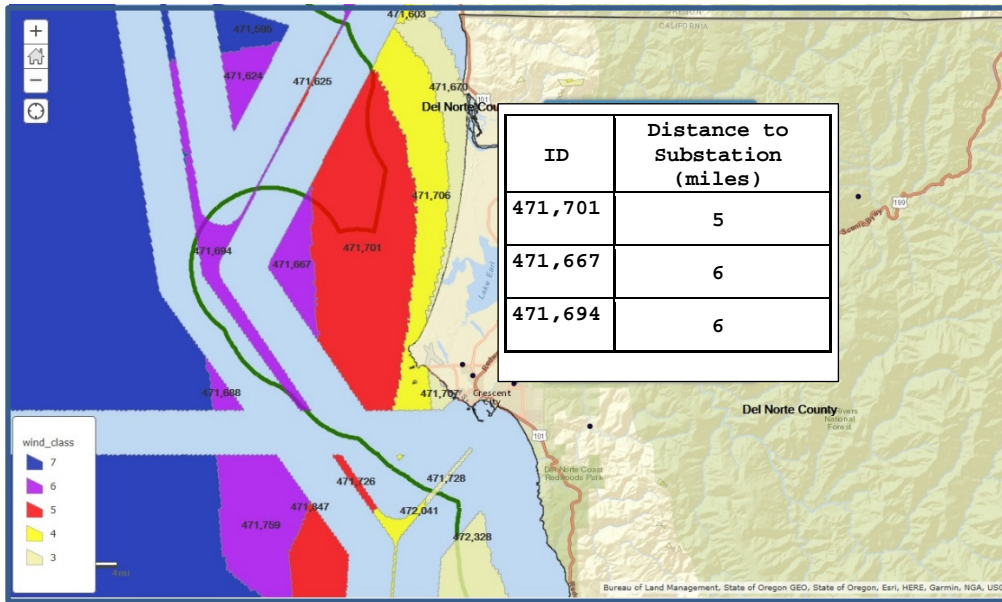 OREGON
CALIFORNIA
471,603
471,595
471,624
471,625
471,670
101
Del Norte Cou
471,706
199
471,701
471,694
471,667
Lake Earl
471,688
471,707
Crescent
City
101
Del Norte County
National
Forest
Del Norte Coast
Redwoods Park
471,726
471,728
472,041
471,847
471,759
472,328
ID
Distance to
Substation
(miles)
471,701
5
471,667
6
471,694
6
wind_class
7
6
5
4
3
4mi
Bureau of Land Management, State of Oregon GEO, State of Oregon, Esri, HERE, Garmin, NGA, USG